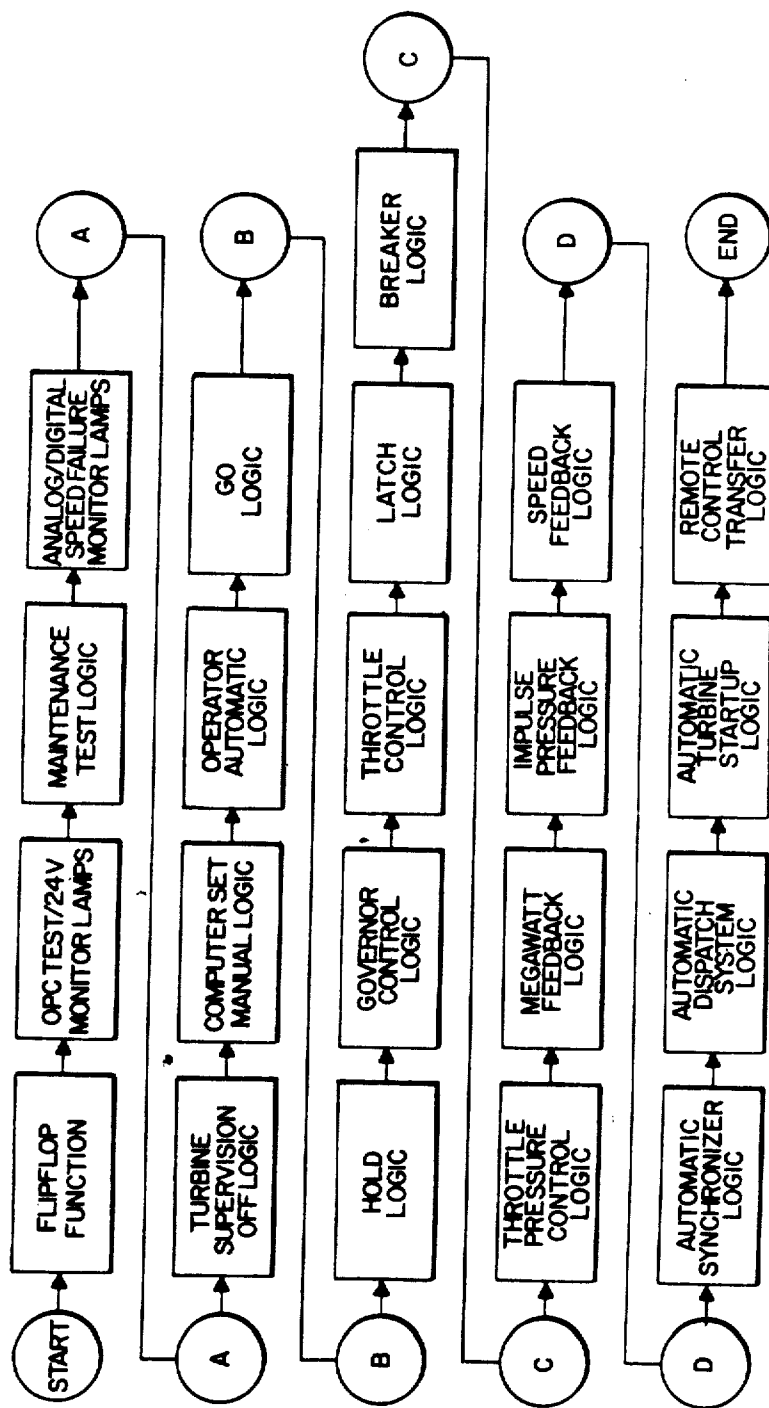 START
FLIPFLOP
FUNCTION
OPC TEST/24V
MONITOR LAMPS
MAINTENANCE
TEST LOGIC
ANALOG/DIGITAL
SPEED FAILURE
MONITOR LAMPS
A
A
TURBINE
SUPERVISION
OFF LOGIC
COMPUTER SET
MANUAL LOGIC
OPERATOR
AUTOMATIC
LOGIC
GO
LOGIC
B
B
HOLD
LOGIC
GOVERNOR
CONTROL
LOGIC
THROTTLE
CONTROL
LOGIC
LATCH
LOGIC
BREAKER
LOGIC
C
C
THROTTLE
PRESSURE
CONTROL
LOGIC
MEGAWATT
FEEDBACK
LOGIC
IMPULSE
PRESSURE
FEEDBACK
LOGIC
SPEED
FEEDBACK
LOGIC
D
D
AUTOMATIC
SYNCHRONIZER
LOGIC
AUTOMATIC
DISPATCH
SYSTEM
LOGIC
AUTOMATIC
TURBINE
STARTUP
LOGIC
REMOTE
CONTROL
TRANSFER
LOGIC
END